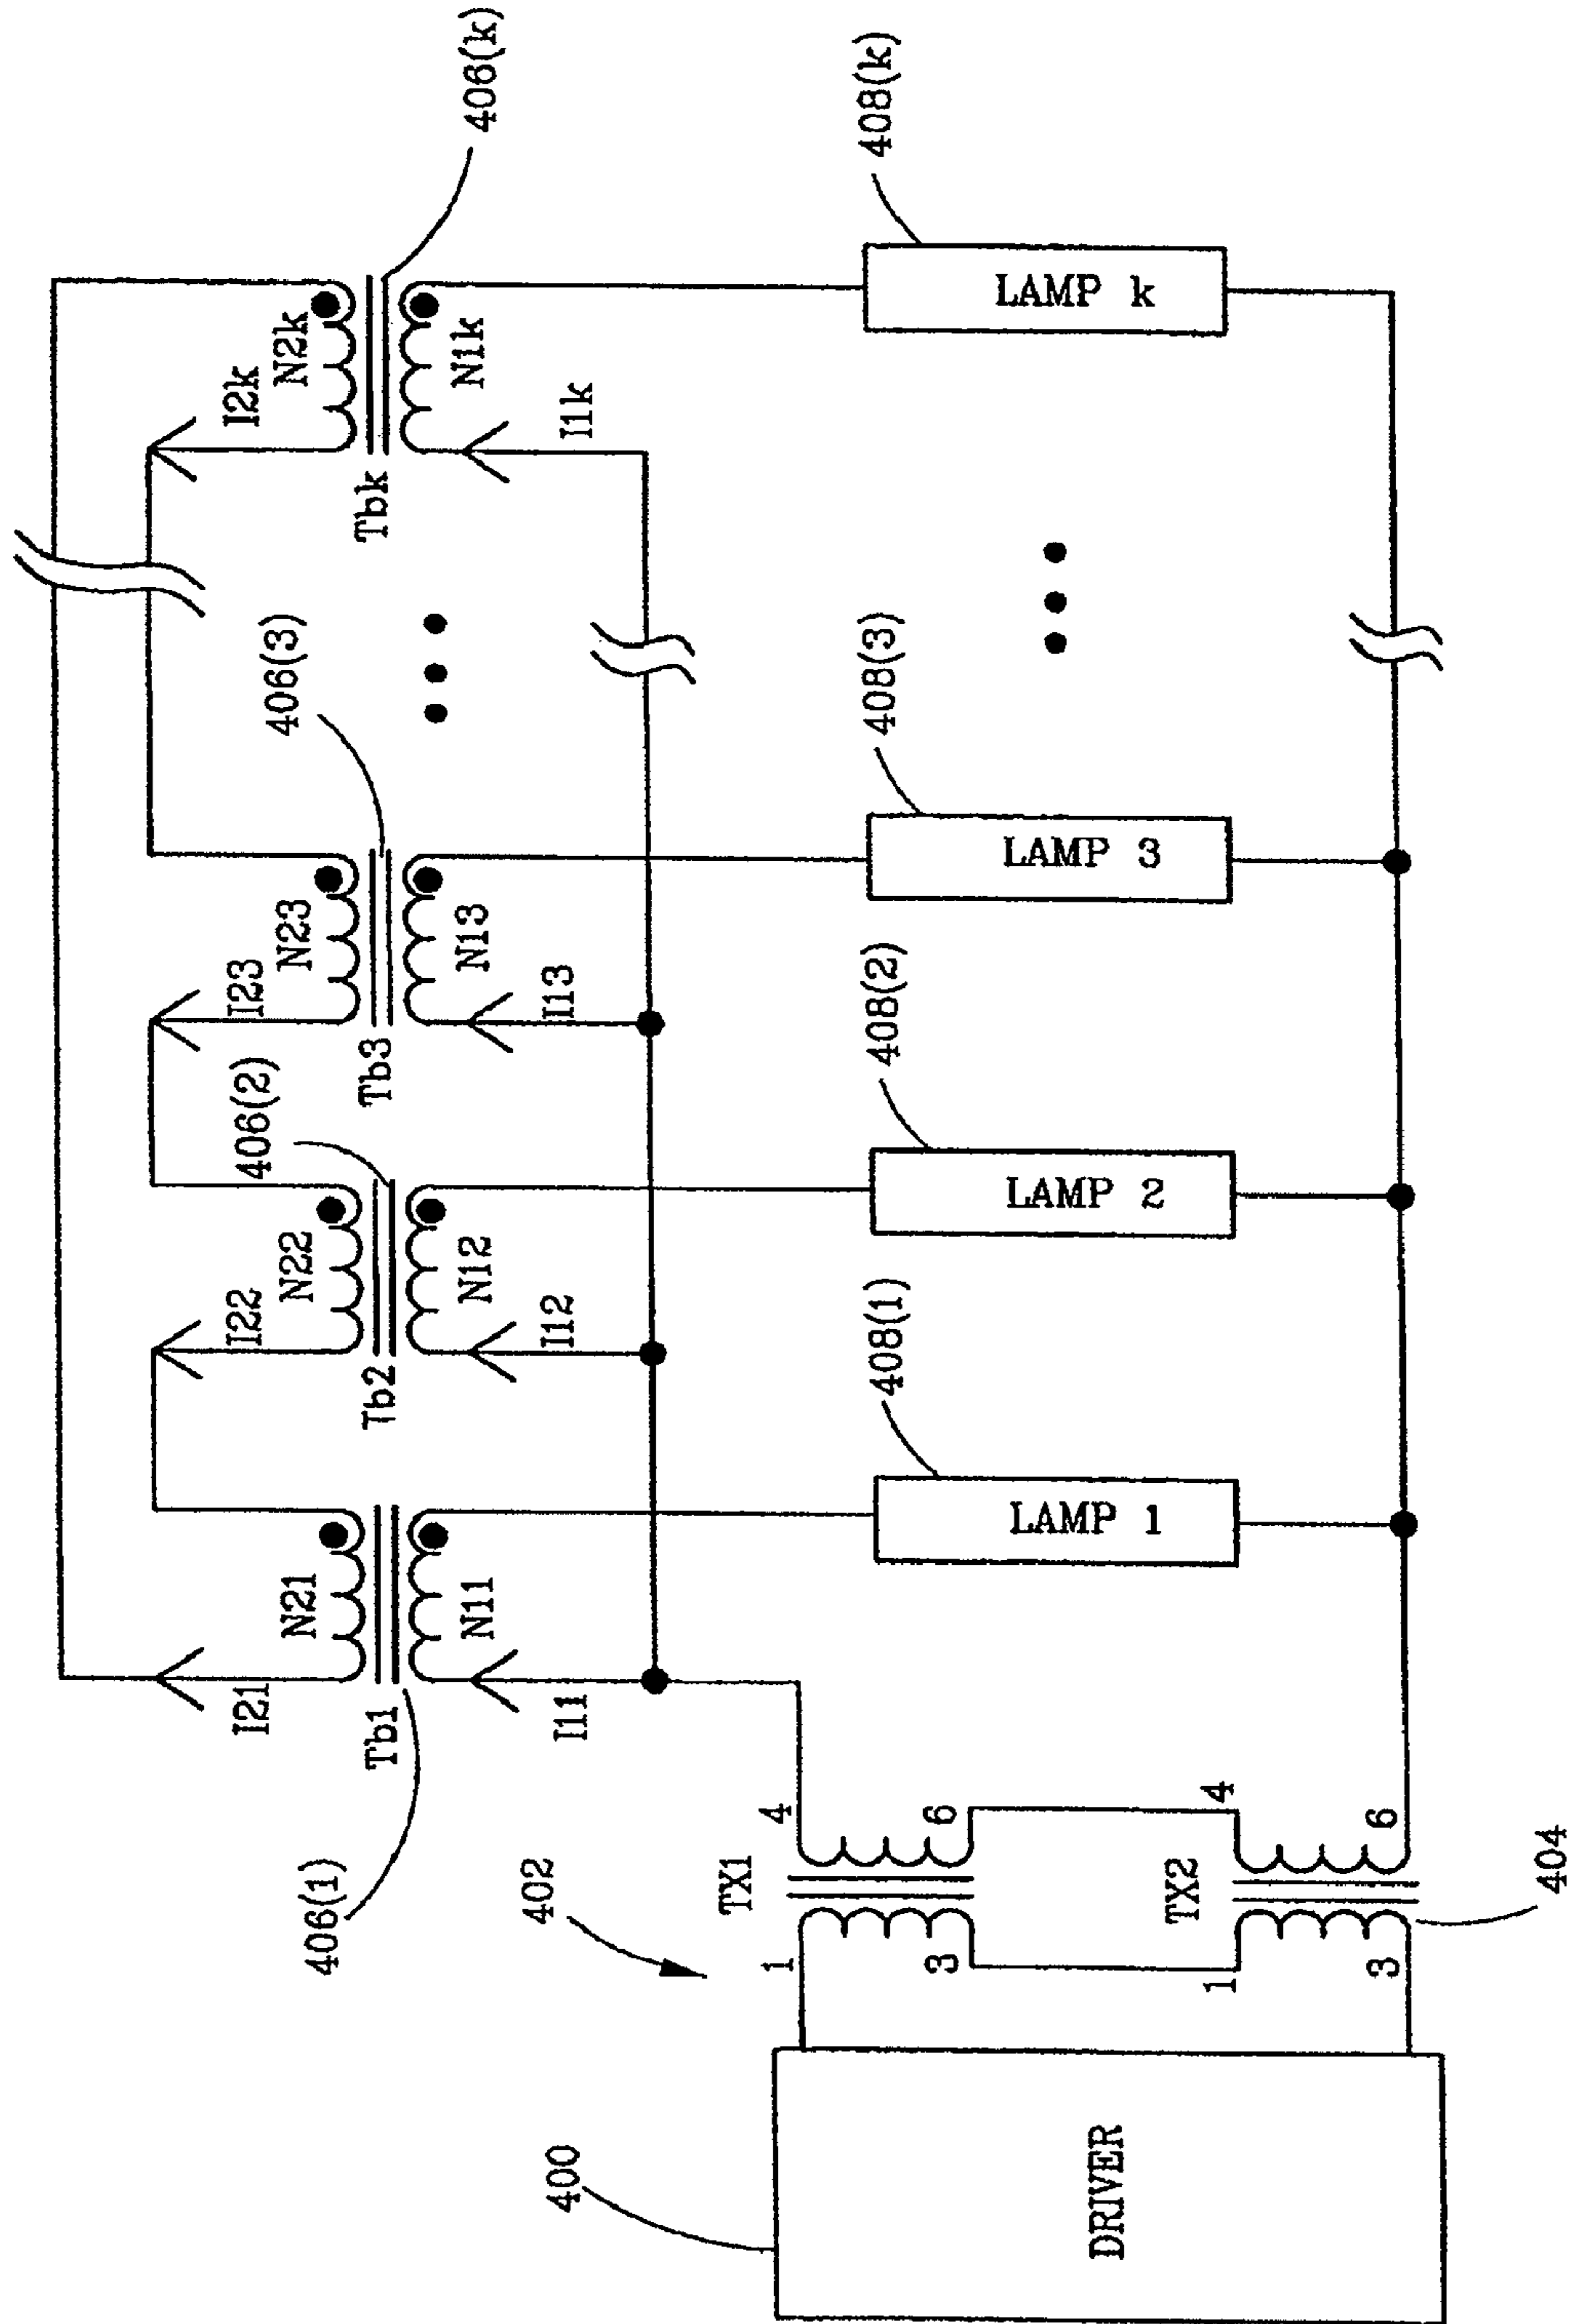 I21
I22
I23
I2k
N21
N22
N23
N2k
406(1)
Tb1
406(2)
Tb2
406(3)
Tb3
Tbk
406(k)
N11
N12
N13
N1k
I11
I12
I13
I1k
400
402
DRIVER
1
TX1
4
3
6
1
TX2
4
3
6
404
408(1)
408(2)
408(3)
408(k)
LAMP 1
LAMP 2
LAMP 3
LAMP k